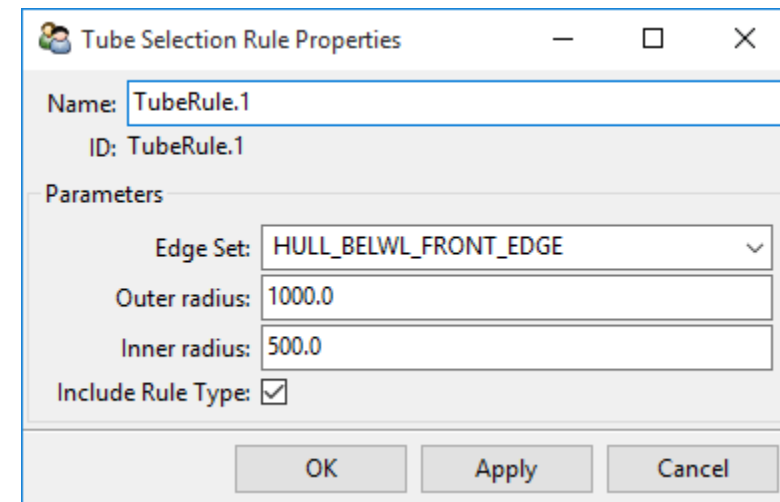 Tube Selection Rule Properties
Name: TubeRule.1
ID: TubeRule.1
Parameters
Edge Set: HULL_BELWL_FRONT_EDGE
Outer radius: 1000.0
Inner radius: 500.0
Include Rule Type:
OK Apply Cancel